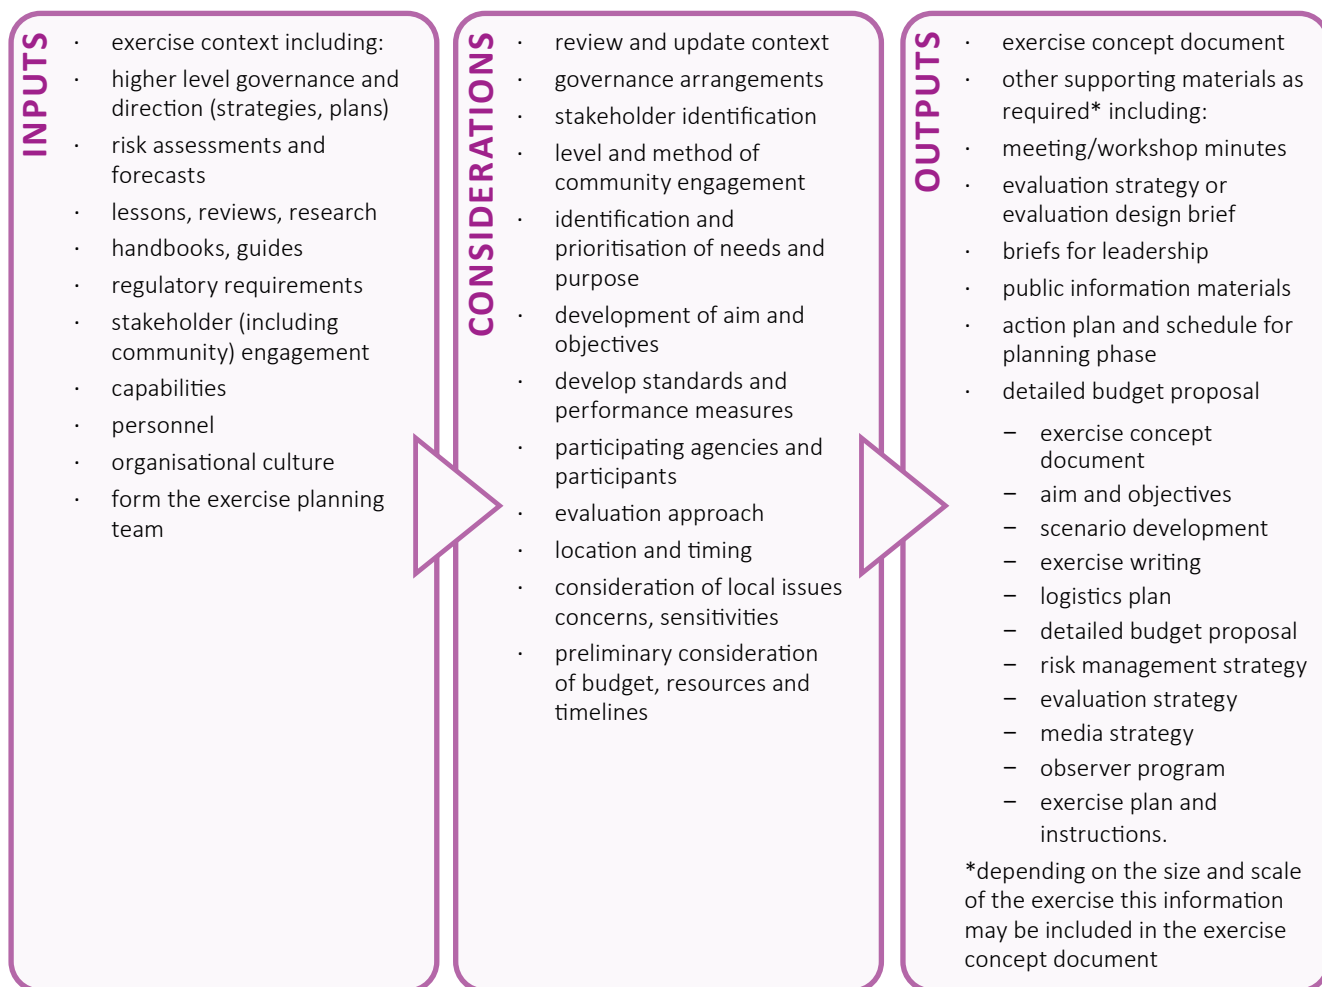 INPUTS
· exercise context including:
· higher level governance and
direction (strategies, plans)
· risk assessments and
forecasts
· lessons, reviews, research
· handbooks, guides
· regulatory requirements
· stakeholder (including
community) engagement
· capabilities
· personnel
· organisational culture
· form the exercise planning
team
CONSIDERATIONS
· review and update context
· governance arrangements
· stakeholder identification
· level and method of
community engagement
· identification and
prioritisation of needs and
purpose
· development of aim and
objectives
· develop standards and
performance measures
· participating agencies and
participants
· evaluation approach
· location and timing
· consideration of local issues
concerns, sensitivities
· preliminary consideration
of budget, resources and
timelines
OUTPUTS
· exercise concept document
· other supporting materials as
required* including:
· meeting/workshop minutes
· evaluation strategy or
evaluation design brief
· briefs for leadership
· public information materials
· action plan and schedule for
planning phase
· detailed budget proposal
– exercise concept
document
– aim and objectives
– scenario development
– exercise writing
– logistics plan
– detailed budget proposal
– risk management strategy
– evaluation strategy
– media strategy
– observer program
– exercise plan and
instructions.
*depending on the size and scale
of the exercise this information
may be included in the exercise
concept document